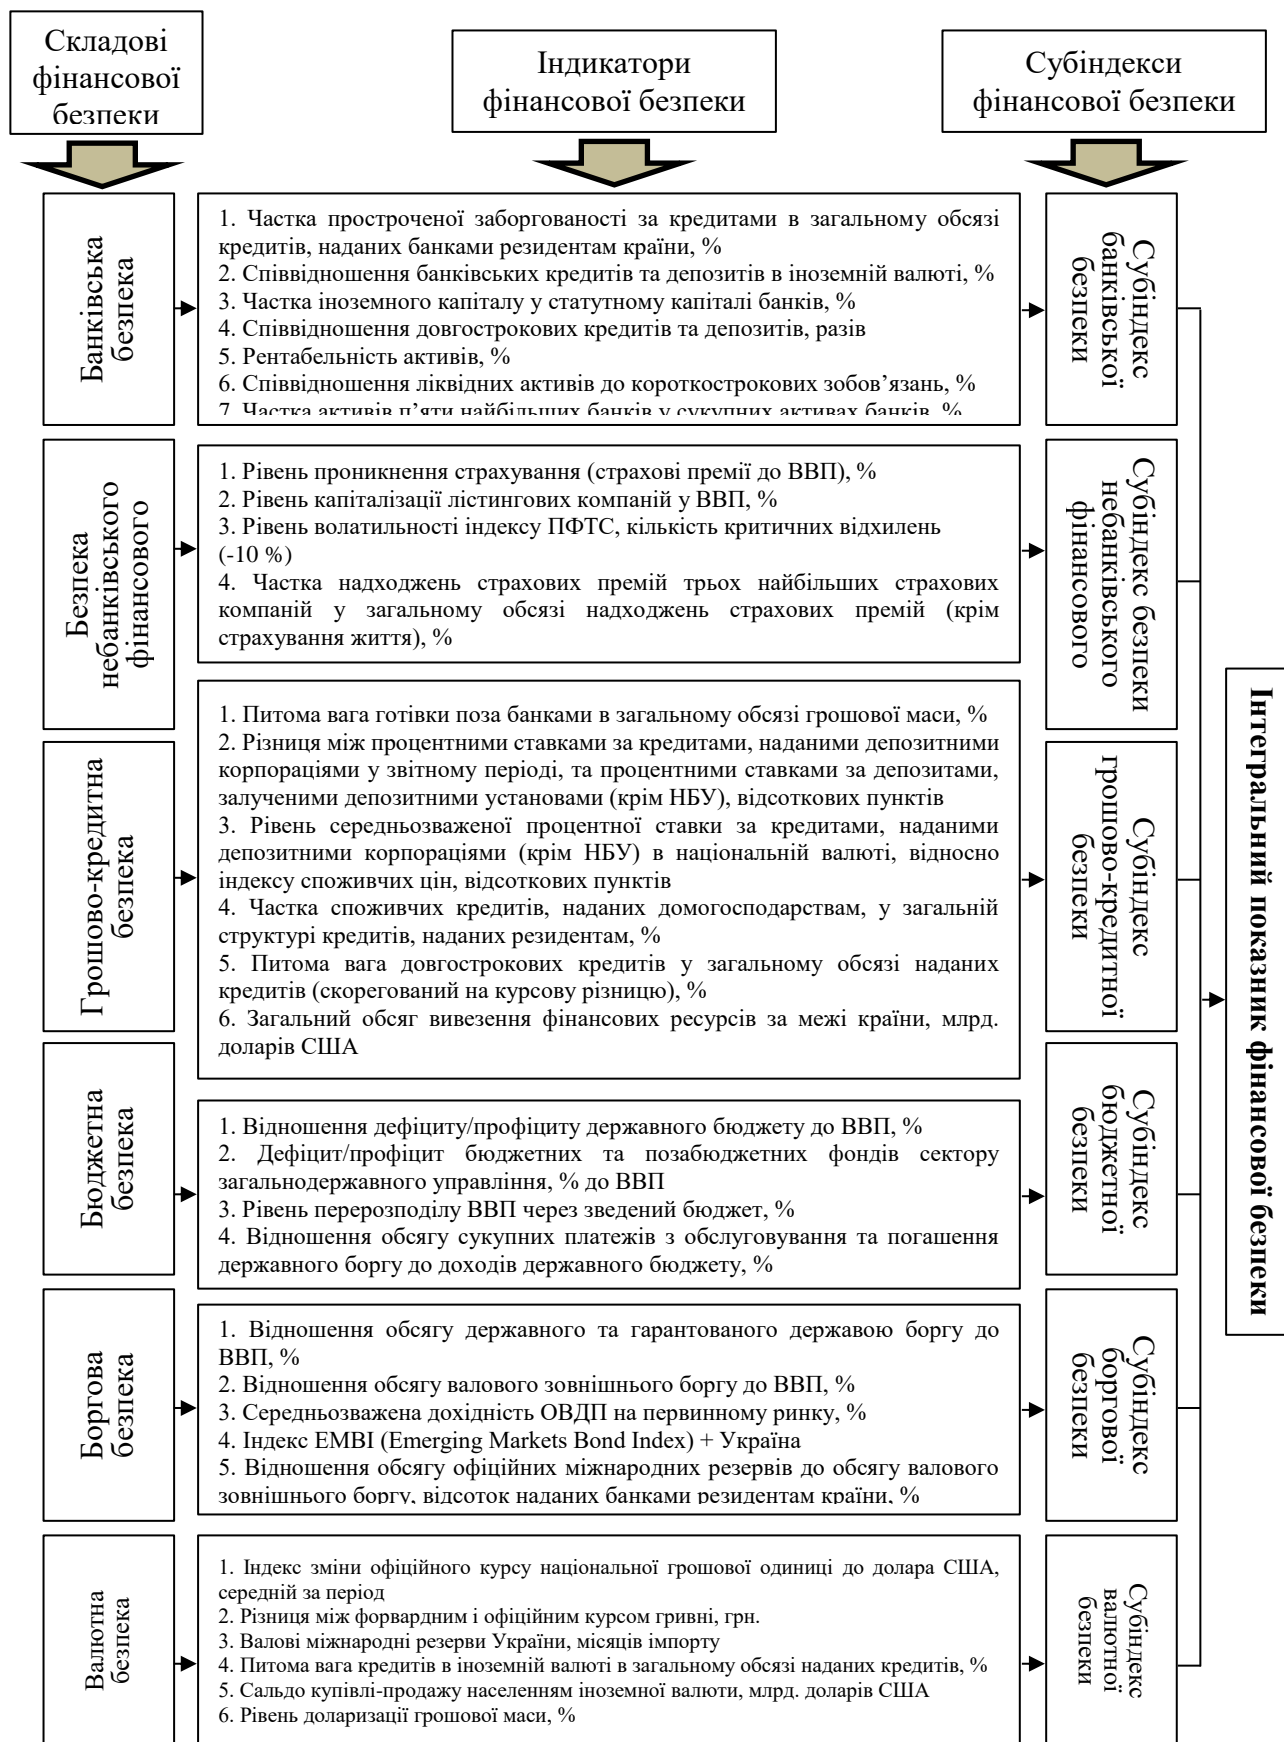 Складові
фінансової
безпеки
Індикатори
фінансової безпеки
Субіндекси
фінансової безпеки
Банківська
безпека
1. Частка простроченої заборгованості за кредитами в загальному обсязі
кредитів, наданих банками резидентам країни, %
2. Співвідношення банківських кредитів та депозитів в іноземній валюті, %
3. Частка іноземного капіталу у статутному капіталі банків, %
4. Співвідношення довгострокових кредитів та депозитів, разів
5. Рентабельність активів, %
6. Співвідношення ліквідних активів до короткострокових зобов’язань, %
7. Частка активів п’яти найбільших банків у сукупних активах банків, %
Субіндекс
банківської
безпеки
Безпека
небанківського
фінансового
1. Рівень проникнення страхування (страхові премії до ВВП), %
2. Рівень капіталізації лістингових компаній у ВВП, %
3. Рівень волатильності індексу ПФТС, кількість критичних відхилень
(-10 %)
4. Частка надходжень страхових премій трьох найбільших страхових
компаній у загальному обсязі надходжень страхових премій (крім
страхування життя), %
Субіндекс безпеки
небанківського
фінансового
Грошово-кредитна
безпека
1. Питома вага готівки поза банками в загальному обсязі грошової маси, %
2. Різниця між процентними ставками за кредитами, наданими депозитними
корпораціями у звітному періоді, та процентними ставками за депозитами,
залученими депозитними установами (крім НБУ), відсоткових пунктів
3. Рівень середньозваженої процентної ставки за кредитами, наданими
депозитними корпораціями (крім НБУ) в національній валюті, відносно
індексу споживчих цін, відсоткових пунктів
4. Частка споживчих кредитів, наданих домогосподарствам, у загальній
структурі кредитів, наданих резидентам, %
5. Питома вага довгострокових кредитів у загальному обсязі наданих
кредитів (скорегований на курсову різницю), %
6. Загальний обсяг вивезення фінансових ресурсів за межі країни, млрд.
доларів США
Субіндекс
грошово-кредитної
безпеки
Бюджетна
безпека
1. Відношення дефіциту/профіциту державного бюджету до ВВП, %
2. Дефіцит/профіцит бюджетних та позабюджетних фондів сектору
загальнодержавного управління, % до ВВП
3. Рівень перерозподілу ВВП через зведений бюджет, %
4. Відношення обсягу сукупних платежів з обслуговування та погашення
державного боргу до доходів державного бюджету, %
Субіндекс
бюджетної
безпеки
Боргова
безпека
1. Відношення обсягу державного та гарантованого державою боргу до
ВВП, %
2. Відношення обсягу валового зовнішнього боргу до ВВП, %
3. Середньозважена дохідність ОВДП на первинному ринку, %
4. Індекс EMBI (Emerging Markets Bond Index) + Україна
5. Відношення обсягу офіційних міжнародних резервів до обсягу валового
зовнішнього боргу, відсоток наданих банками резидентам країни, %
Субіндекс
боргової
безпеки
Валютна
безпека
1. Індекс зміни офіційного курсу національної грошової одиниці до долара США,
середній за період
2. Різниця між форвардним і офіційним курсом гривні, грн.
3. Валові міжнародні резерви України, місяців імпорту
4. Питома вага кредитів в іноземній валюті в загальному обсязі наданих кредитів, %
5. Сальдо купівлі-продажу населенням іноземної валюти, млрд. доларів США
6. Рівень доларизації грошової маси, %
Субіндекс
валютної
безпеки
Інтегральний показник фінансової безпеки